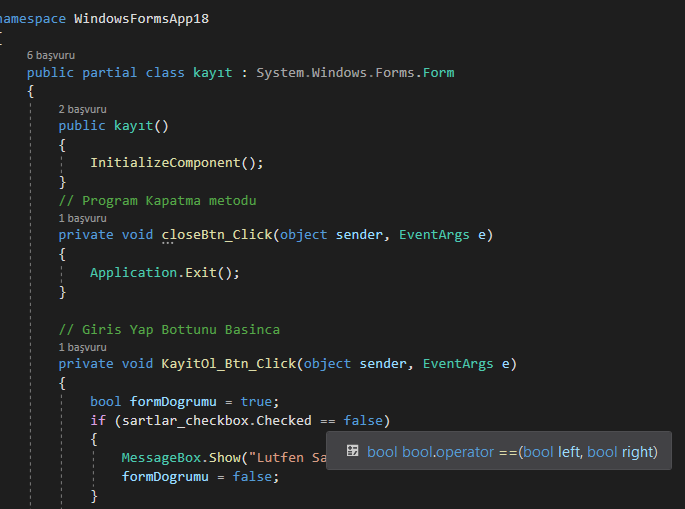 namespace WindowsFormsApp18
{
6 başvuru
public partial class kayıt : System.Windows.Forms.Form
{
2 başvuru
public kayıt()
{
InitializeComponent();
}
// Program Kapatma metodu
1 başvuru
private void closeBtn_Click(object sender, EventArgs e)
{
Application.Exit();
}
// Giris Yap Bottunu Basinca
1 başvuru
private void KayitOl_Btn_Click(object sender, EventArgs e)
{
bool formDogrumu = true;
if (sartlar_checkbox.Checked == false)
{
MessageBox.Show("Lutfen Sa
bool bool.operator ==(bool left, bool right)
formDogrumu = false;
}